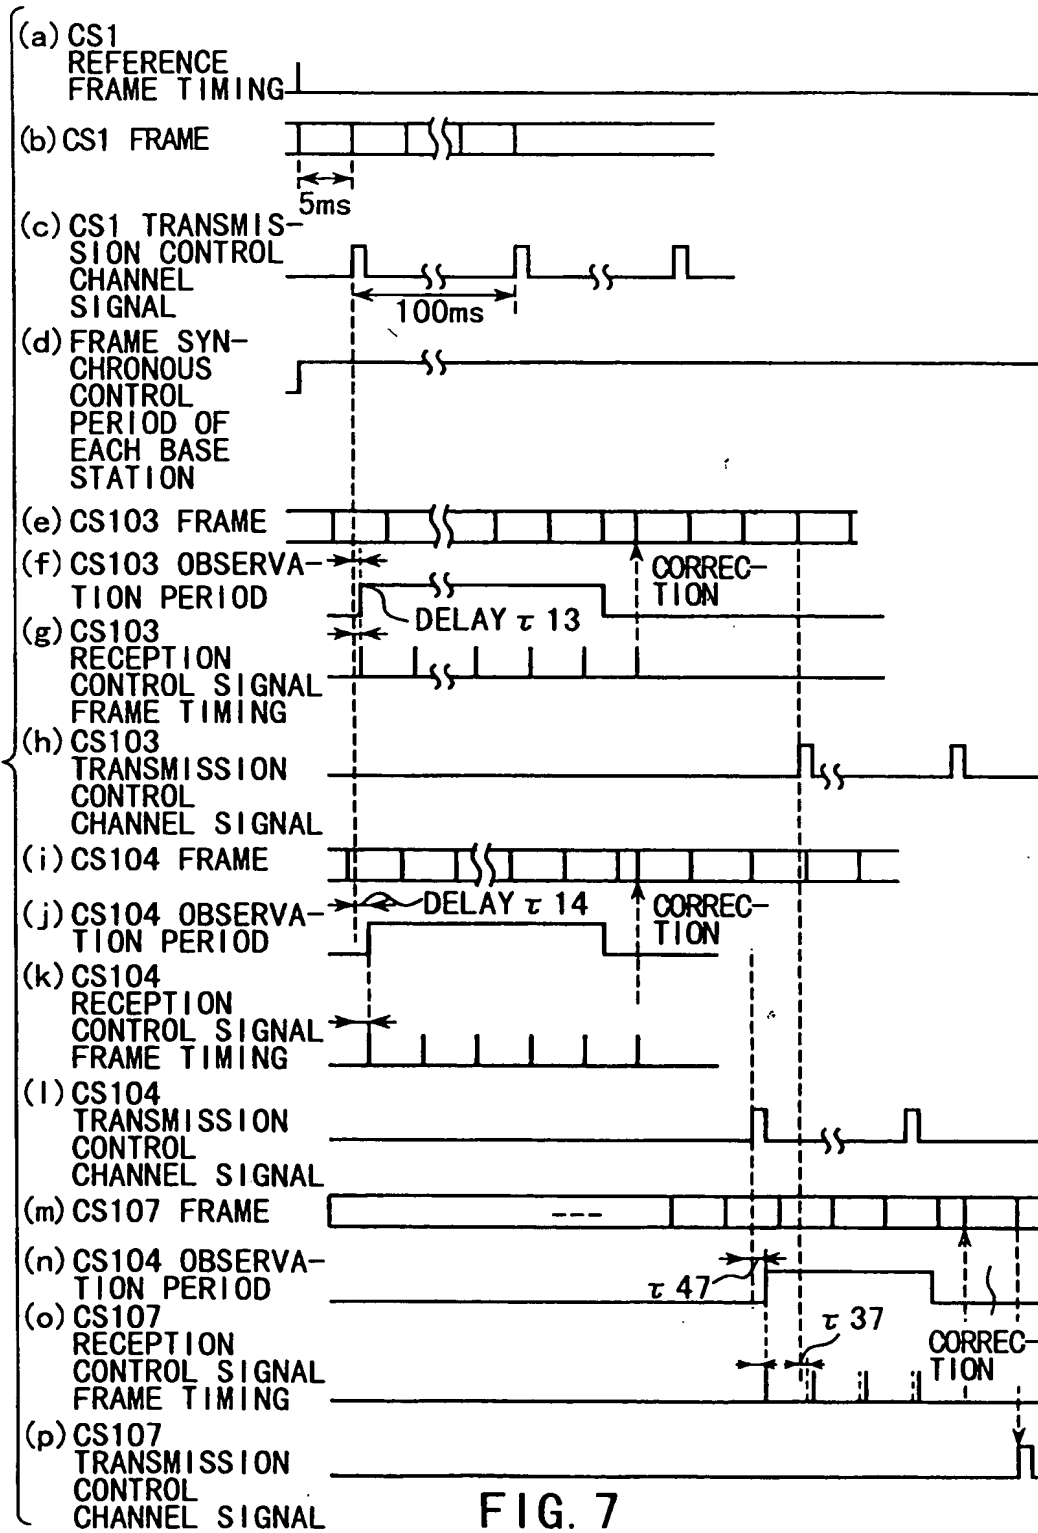 (a) CS1
REFERENCE
FRAME TIMING
(b) CS1 FRAME
5ms
(c) CS1 TRANSMIS-
SION CONTROL
CHANNEL
SIGNAL
100ms
(d) FRAME SYN-
CHRONOUS
CONTROL
PERIOD OF
EACH BASE
STATION
(e) CS103 FRAME
(f) CS103 OBSERVA-
TION PERIOD
CORREC-
TION
DELAY τ 13
(g) CS103
RECEPTION
CONTROL SIGNAL
FRAME TIMING
(h) CS103
TRANSMISSION
CONTROL
CHANNEL SIGNAL
(i) CS104 FRAME
(j) CS104 OBSERVA-
TION PERIOD
DELAY τ 14
CORREC-
TION
(k) CS104
RECEPTION
CONTROL SIGNAL
FRAME TIMING
(l) CS104
TRANSMISSION
CONTROL
CHANNEL SIGNAL
(m) CS107 FRAME
(n) CS104 OBSERVA-
TION PERIOD
τ 47
(o) CS107
RECEPTION
CONTROL SIGNAL
FRAME TIMING
τ 37
CORREC-
TION
(p) CS107
TRANSMISSION
CONTROL
CHANNEL SIGNAL
FIG. 7